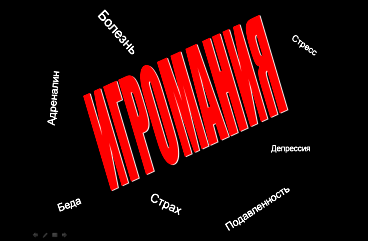 Болезнь
Стресс
Адреналин
ИГРОМАНИЯ
Депрессия
Беда
Страх
Подавленность